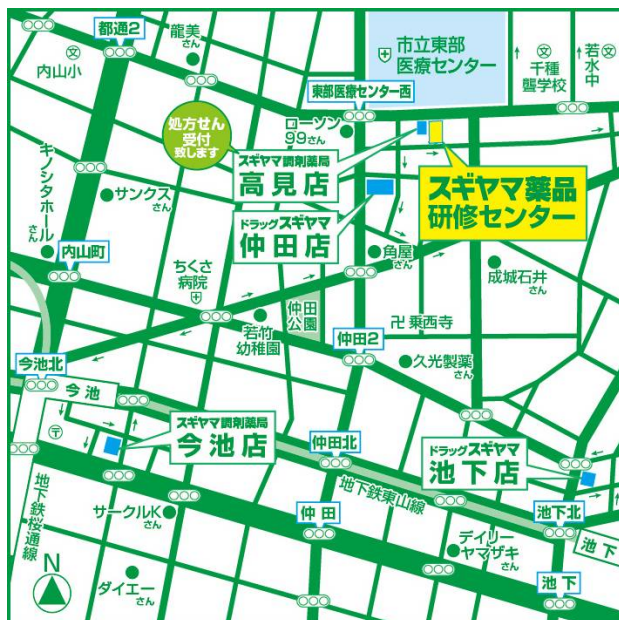 都通2
龍美
さん
内山小
文
市立東部
医療センター
文
千種
聾学校
若水中
文
東部医療センター西
処方せん
受付
致します
ローソン
99さん
スギヤマ調剤薬局
高見店
スギヤマ薬品
研修センター
キノシタホール
さん
サンクス
さん
ドラッグスギヤマ
仲田店
内山町
ちくさ
病院
角屋
さん
成城石井
さん
仲田
公園
若竹
幼稚園
卍乗西寺
仲田2
今池北
久光製薬
さん
今池
〒
スギヤマ調剤薬局
今池店
仲田北
ドラッグスギヤマ
池下店
地下鉄東山線
地下鉄桜通線
サークルK
さん
仲田
池下北
デイリー
ヤマザキ
さん
池下
N
ダイエー
さん
池下